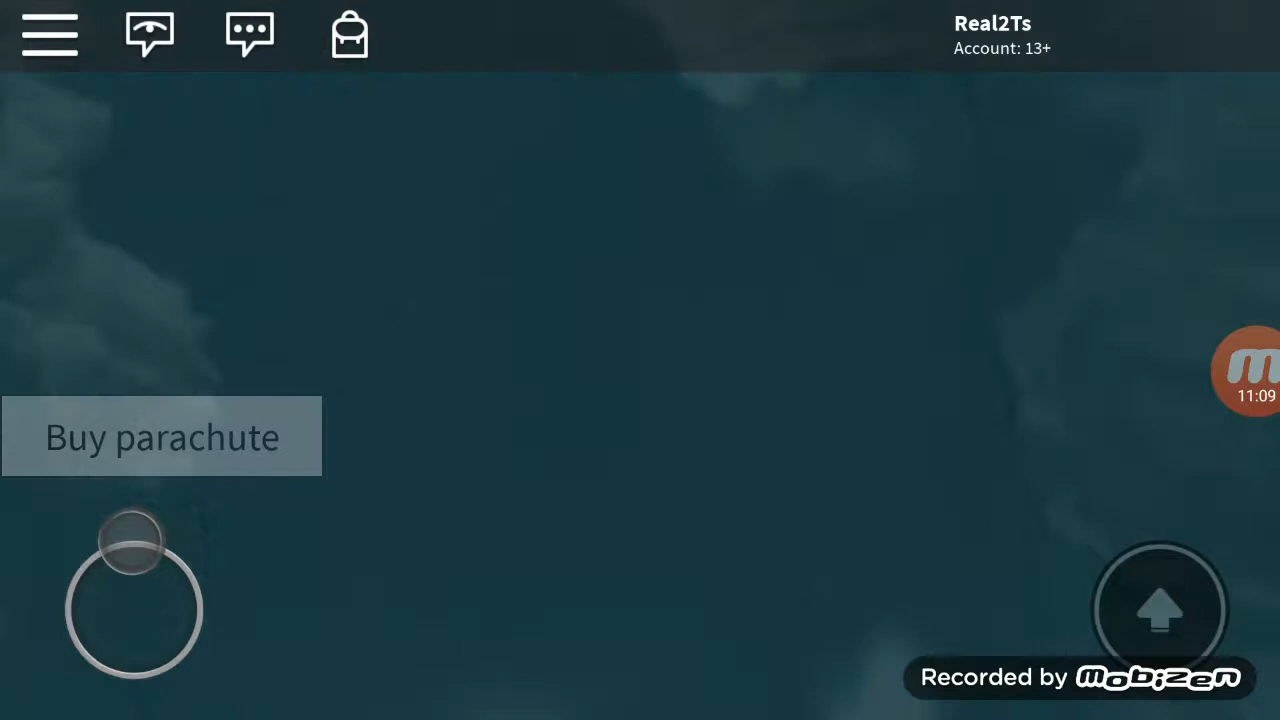 Real2Ts
Account: 13+
11:09
Buy parachute
Recorded by mobizen